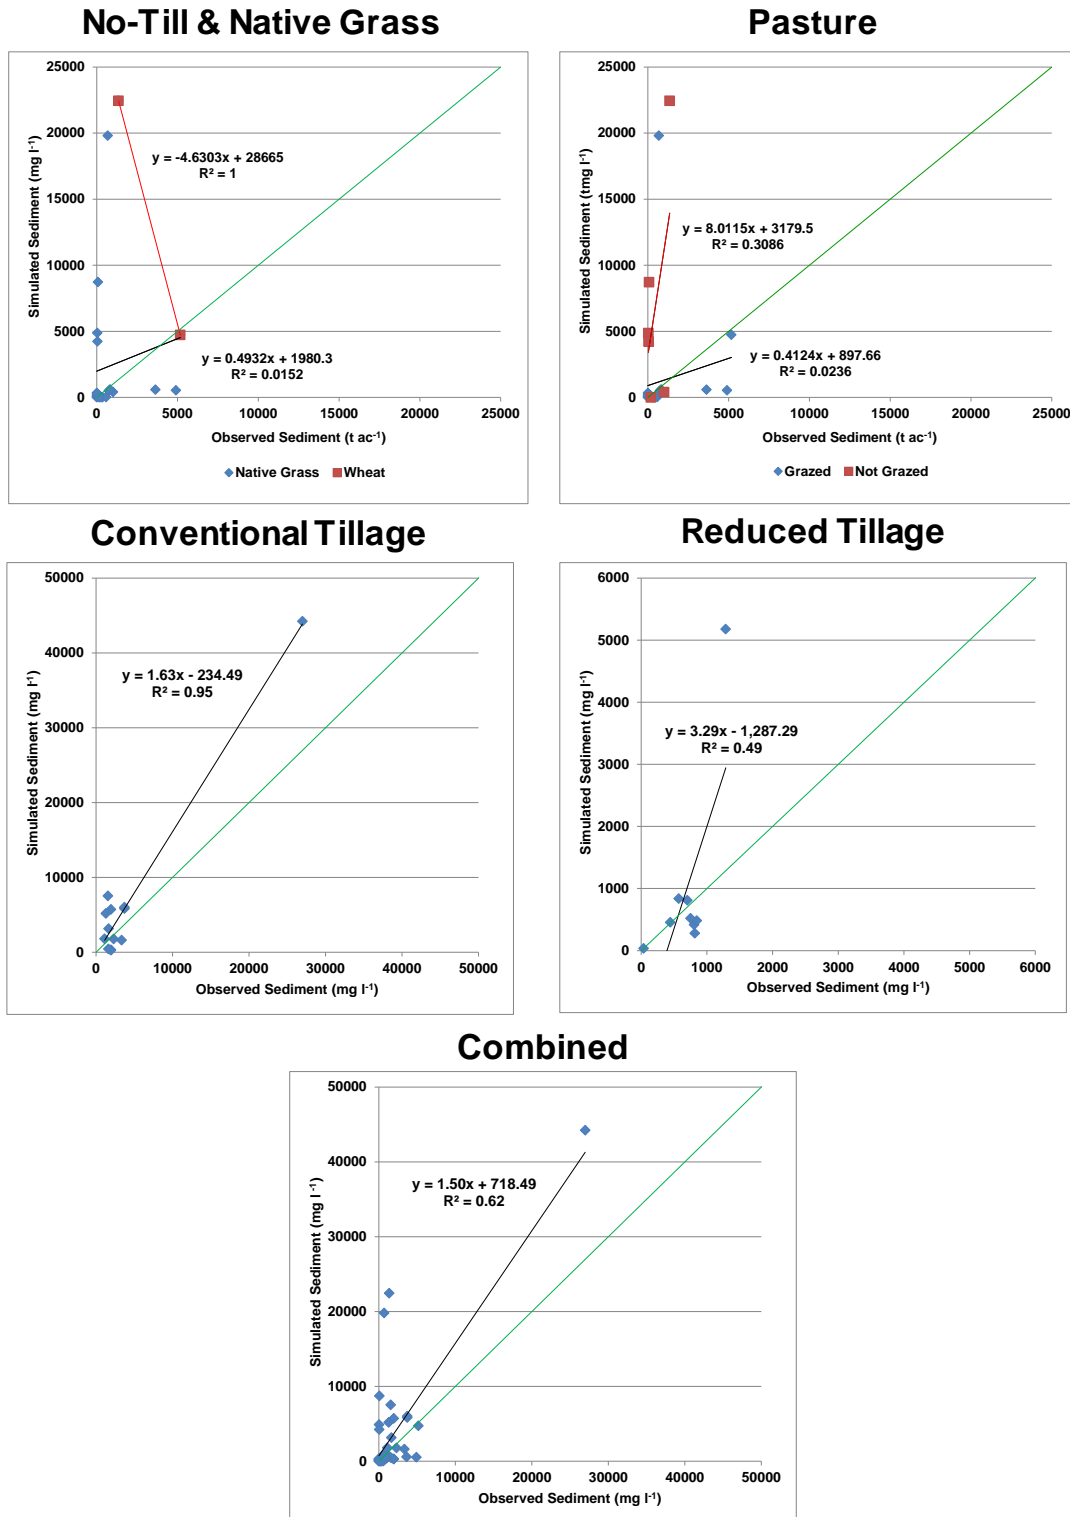 No-Till & Native Grass
Simulated Sediment (mg l-1)
25000
20000
15000
10000
5000
0
y = -4.6303x + 28665
R² = 1
y = 0.4932x + 1980.3
R² = 0.0152
0 5000 10000 15000 20000 25000
Observed Sediment (t ac-1)
Native Grass Wheat
Pasture
Simulated Sediment (tmg l-1)
25000
20000
15000
10000
5000
0
y = 8.0115x + 3179.5
R² = 0.3086
y = 0.4124x + 897.66
R² = 0.0236
0 5000 10000 15000 20000 25000
Observed Sediment (t ac-1)
Grazed Not Grazed
Conventional Tillage
Simulated Sediment (mg l-1)
50000
40000
30000
20000
10000
0
y = 1.63x - 234.49
R² = 0.95
0 10000 20000 30000 40000 50000
Observed Sediment (mg l-1)
Reduced Tillage
Simulated Sediment (mg l-1)
6000
5000
4000
3000
2000
1000
0
y = 3.29x - 1,287.29
R² = 0.49
0 1000 2000 3000 4000 5000 6000
Observed Sediment (mg l-1)
Combined
Simulated Sediment (mg l-1)
50000
40000
30000
20000
10000
0
y = 1.50x + 718.49
R² = 0.62
0 10000 20000 30000 40000 50000
Observed Sediment (mg l-1)